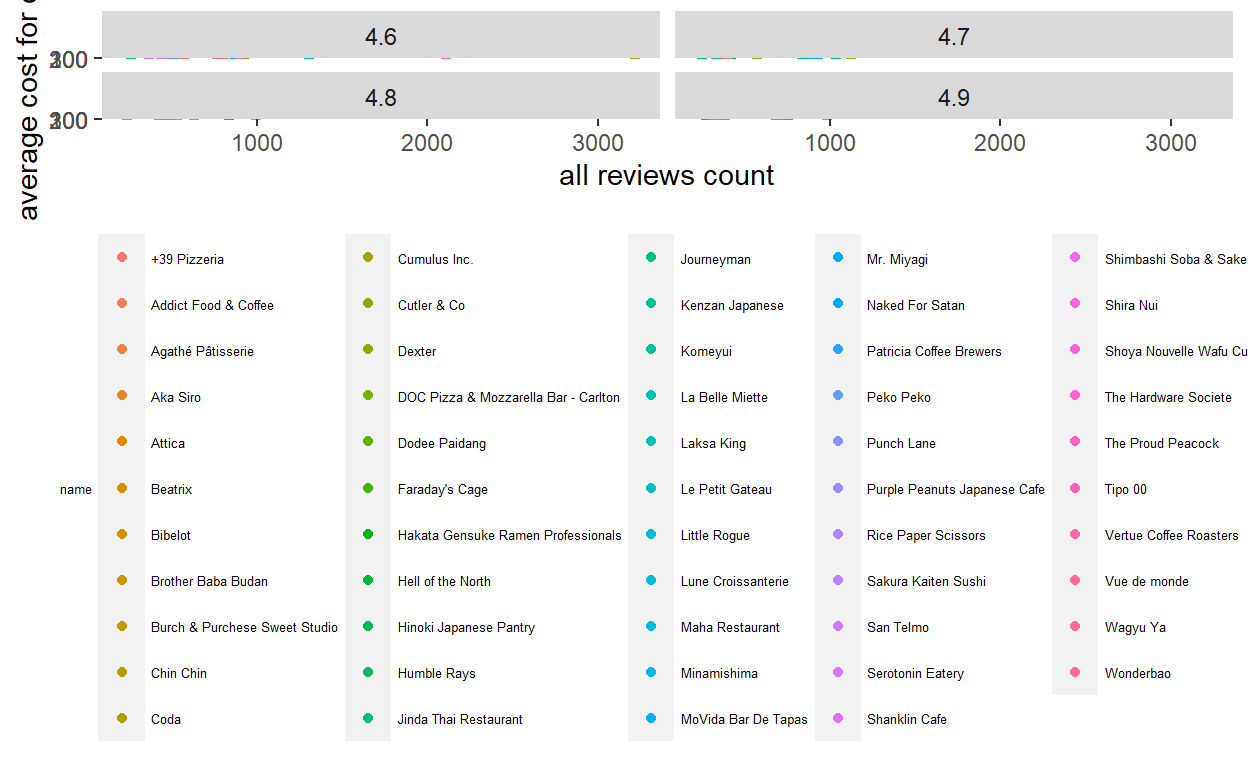 average cost for
4.6
4.7
4.8
4.9
1000
2000
3000
1000
2000
3000
all reviews count
name
+39 Pizzeria
Addict Food & Coffee
Agathé Pâtisserie
Aka Siro
Attica
Beatrix
Bibelot
Brother Baba Budan
Burch & Purchese Sweet Studio
Chin Chin
Coda
Cumulus Inc.
Cutler & Co
Dexter
DOC Pizza & Mozzarella Bar - Carlton
Dodee Paidang
Faraday's Cage
Hakata Gensuke Ramen Professionals
Hell of the North
Hinoki Japanese Pantry
Humble Rays
Jinda Thai Restaurant
Journeyman
Kenzan Japanese
Komeyui
La Belle Miette
Laksa King
Le Petit Gateau
Little Rogue
Lune Croissanterie
Maha Restaurant
Minamishima
MoVida Bar De Tapas
Mr. Miyagi
Naked For Satan
Patricia Coffee Brewers
Peko Peko
Punch Lane
Purple Peanuts Japanese Cafe
Rice Paper Scissors
Sakura Kaiten Sushi
San Telmo
Serotonin Eatery
Shanklin Cafe
Shimbashi Soba & Sake
Shira Nui
Shoya Nouvelle Wafu Cu
The Hardware Societe
The Proud Peacock
Tipo 00
Vertue Coffee Roasters
Vue de monde
Wagyu Ya
Wonderbao